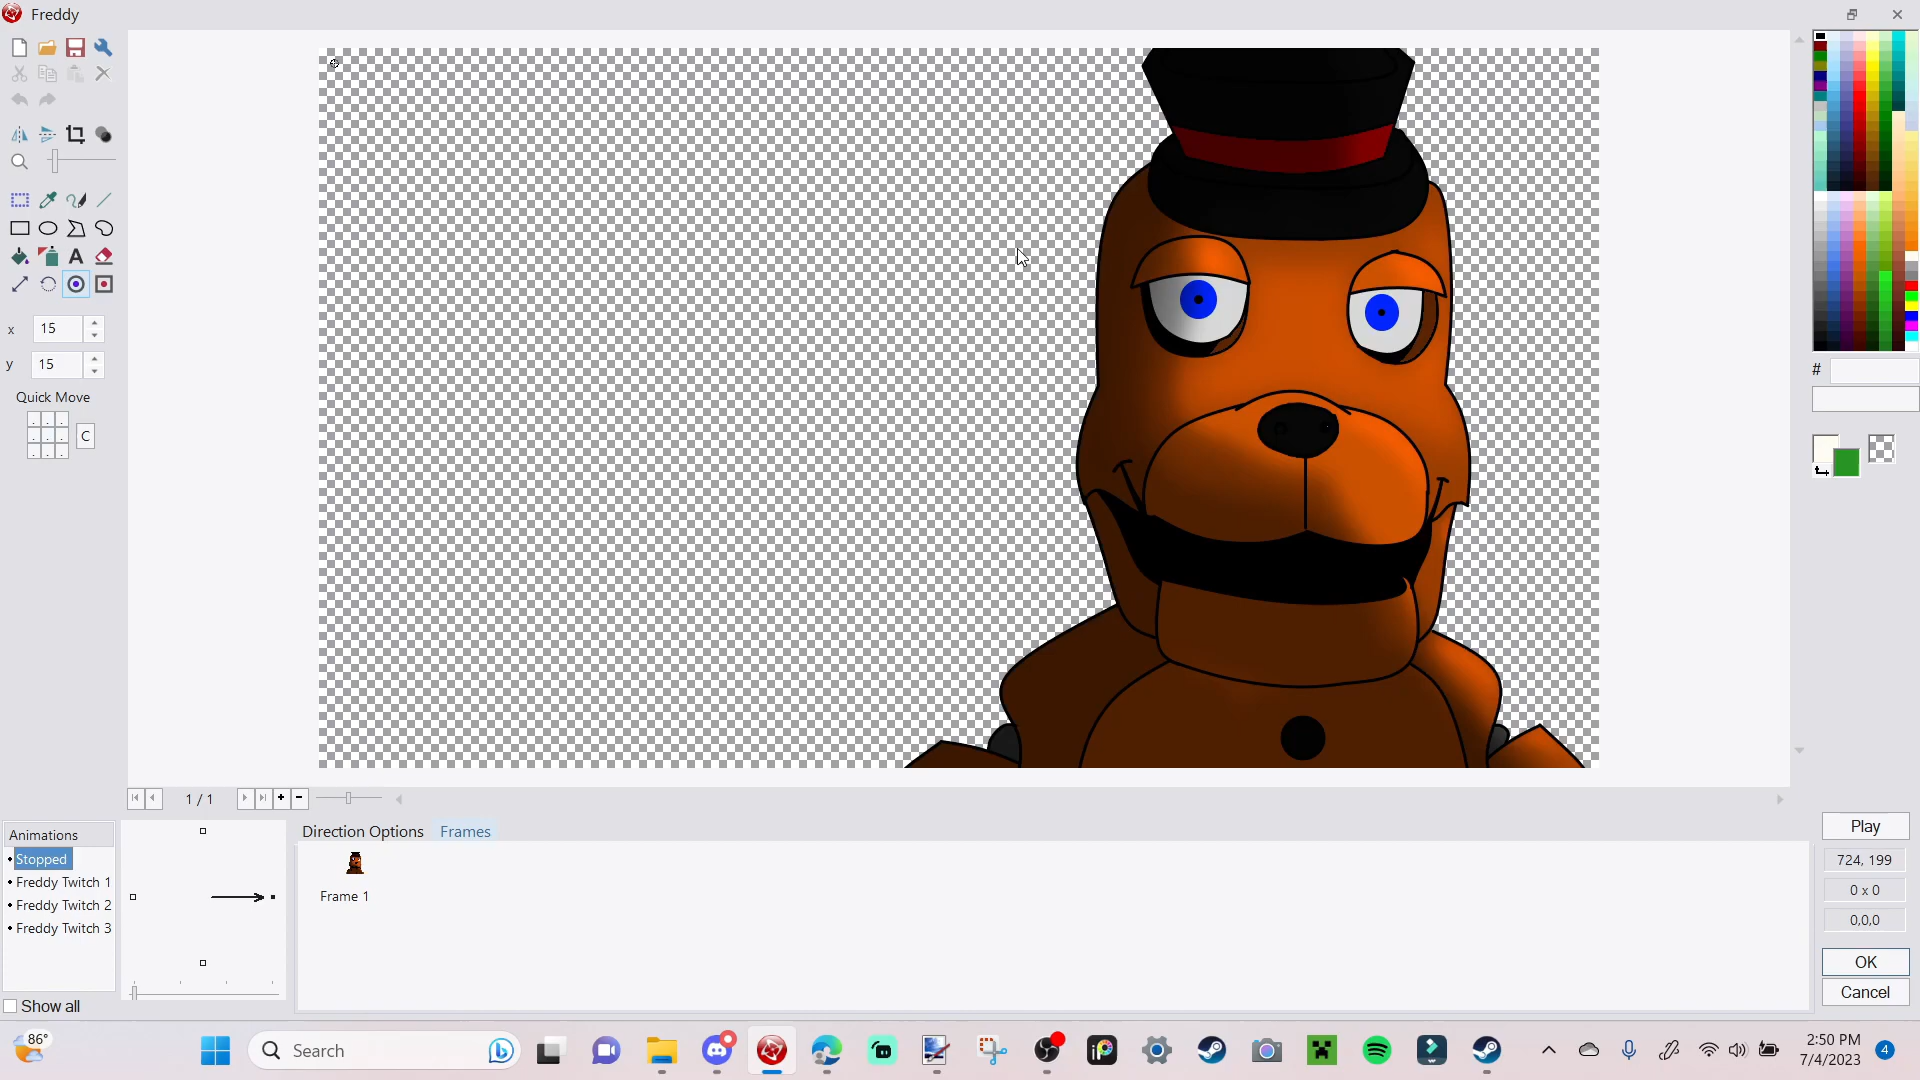 Freddy
x 15
y 15
Quick Move
C
#
1 / 1
Animations
Stopped
Freddy Twitch 1
Freddy Twitch 2
Freddy Twitch 3
Show all
Direction Options Frames
Frame 1
Play
724, 199
0 x 0
0,0,0
OK
Cancel
86°
Search
2:50 PM
7/4/2023
4